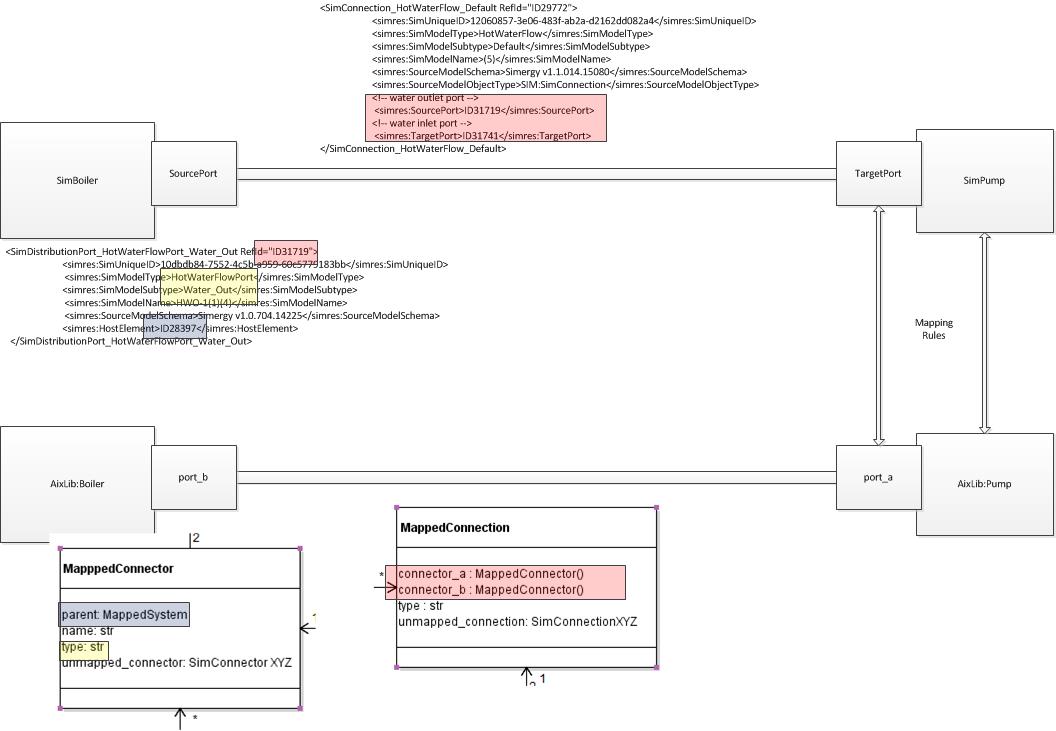 <SimConnection_HotWaterFlow_Default RefId="ID29772">
<simres:SimUniqueID>12060857-3e06-483f-ab2a-d2162dd082a4</simres:SimUniqueID>
<simres:SimModelType>HotWaterFlow</simres:SimModelType>
<simres:SimModelSubtype>Default</simres:SimModelSubtype>
<simres:SimModelName>(5)</simres:SimModelName>
<simres:SourceModelSchema>Simergy v1.1.014.15080</simres:SourceModelSchema>
<simres:SourceModelObjectType>SIM:SimConnection</simres:SourceModelObjectType>
<!-- water outlet port -->
<simres:SourcePort>ID31719</simres:SourcePort>
<!-- water inlet port -->
<simres:TargetPort>ID31741</simres:TargetPort>
</SimConnection_HotWaterFlow_Default>
SimBoiler
SourcePort
TargetPort
SimPump
<SimDistributionPort_HotWaterFlowPort_Water_Out RefId="ID31719">
<simres:SimUniqueID>10dbdb84-7552-4c5b-a959-60c5779183bb</simres:SimUniqueID>
<simres:SimModelType>HotWaterFlowPort</simres:SimModelType>
<simres:SimModelSubtype>Water_Out</simres:SimModelSubtype>
<simres:SimModelName>HWO-1(1)(4)</simres:SimModelName>
<simres:SourceModelSchema>Simergy v1.0.704.14225</simres:SourceModelSchema>
<simres:HostElement>ID28397</simres:HostElement>
</SimDistributionPort_HotWaterFlowPort_Water_Out>
Mapping
Rules
AixLib:Boiler
port_b
port_a
AixLib:Pump
2
MapppedConnector
parent: MappedSystem
name: str
type: str
unmapped_connector: SimConnector XYZ
*
MappedConnection
*
connector_a : MappedConnector()
connector_b : MappedConnector()
type : str
unmapped_connection: SimConnectionXYZ
1